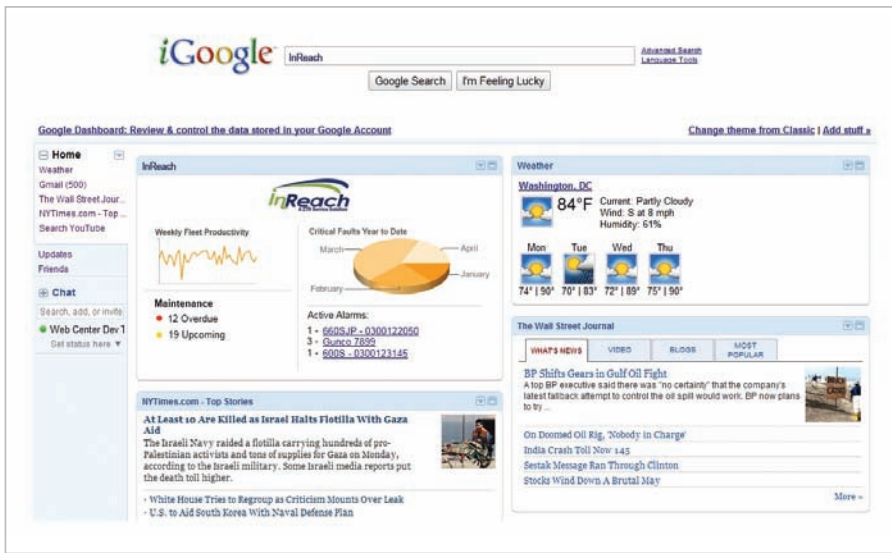 iGoogle
InReach
Advanced Search
Language Tools
Google Search
I'm Feeling Lucky
Google Dashboard: Review & control the data stored in your Google Account
Change theme from Classic | Add stuff »
Home
Weather
Gmail (500)
The Wall Street Jour...
NYTimes.com - Top ...
Search YouTube
Updates
Friends
Chat
Search, add, or invite
Web Center Dev 1
Set status here ▼
InReach
inReach
Weekly Fleet Productivity
Critical Faults Year to Date
March
April
January
February
Maintenance
12 Overdue
19 Upcoming
Active Alarms:
1 - 660SJP - 0300122050
3 - Gunco 7899
1 - 600S - 0300123145
NYTimes.com - Top Stories
At Least 10 Are Killed as Israel Halts Flotilla With Gaza
Aid
The Israeli Navy raided a flotilla carrying hundreds of pro-
Palestinian activists and tons of supplies for Gaza on Monday,
according to the Israeli military. Some Israeli media reports put
the death toll higher.
White House Tries to Regroup as Criticism Mounts Over Leak
U.S. to Aid South Korea With Naval Defense Plan
Weather
Washington, DC
84°F
Current: Partly Cloudy
Wind: S at 8 mph
Humidity: 61%
Mon Tue Wed Thu
74° | 90° 70° | 83° 72° | 89° 75° | 90°
The Wall Street Journal
WHAT'S NEWS
VIDEO
BLOGS
MOST
POPULAR
BP Shifts Gears in Gulf Oil Fight
A top BP executive said there was "no certainty" that the company's
latest fallback attempt to control the oil spill would work. BP now plans
to try ...
On Doomed Oil Rig, 'Nobody in Charge'
India Crash Toll Now 145
Sestak Message Ran Through Clinton
Stocks Wind Down A Brutal May
More »